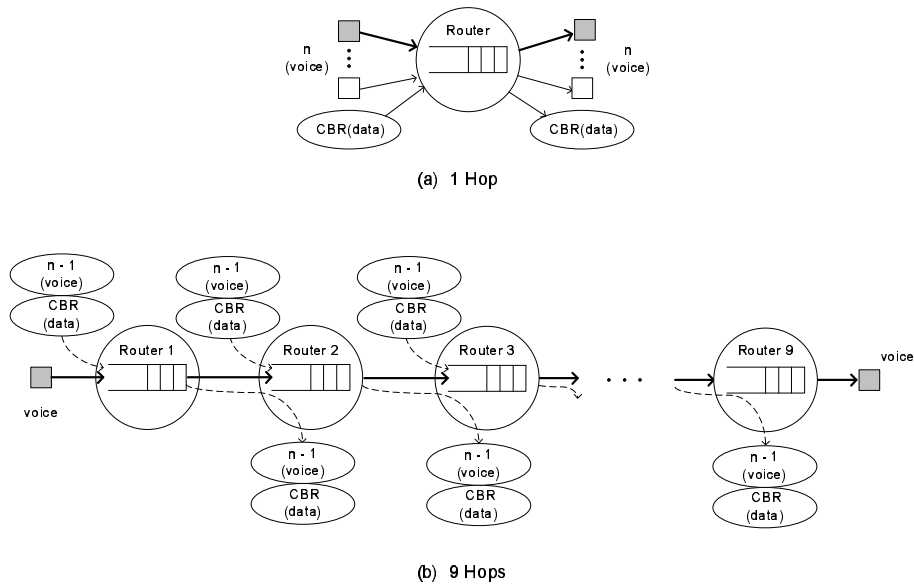 Router
n
(voice)
n
(voice)
CBR(data)
CBR(data)
(a) 1 Hop
n - 1
(voice)
CBR
(data)
n - 1
(voice)
CBR
(data)
n - 1
(voice)
CBR
(data)
Router 1
Router 2
Router 3
Router 9
voice
voice
n - 1
(voice)
CBR
(data)
n - 1
(voice)
CBR
(data)
n - 1
(voice)
CBR
(data)
(b) 9 Hops